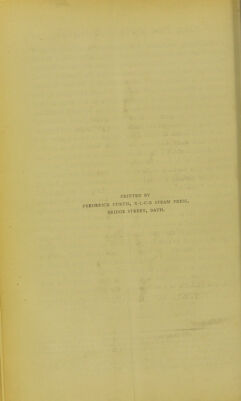 PRINTED BY
FREDERICK CURTIS, S-I-C-S STEAM PRESS,
BRIDGE STREET, BATH.